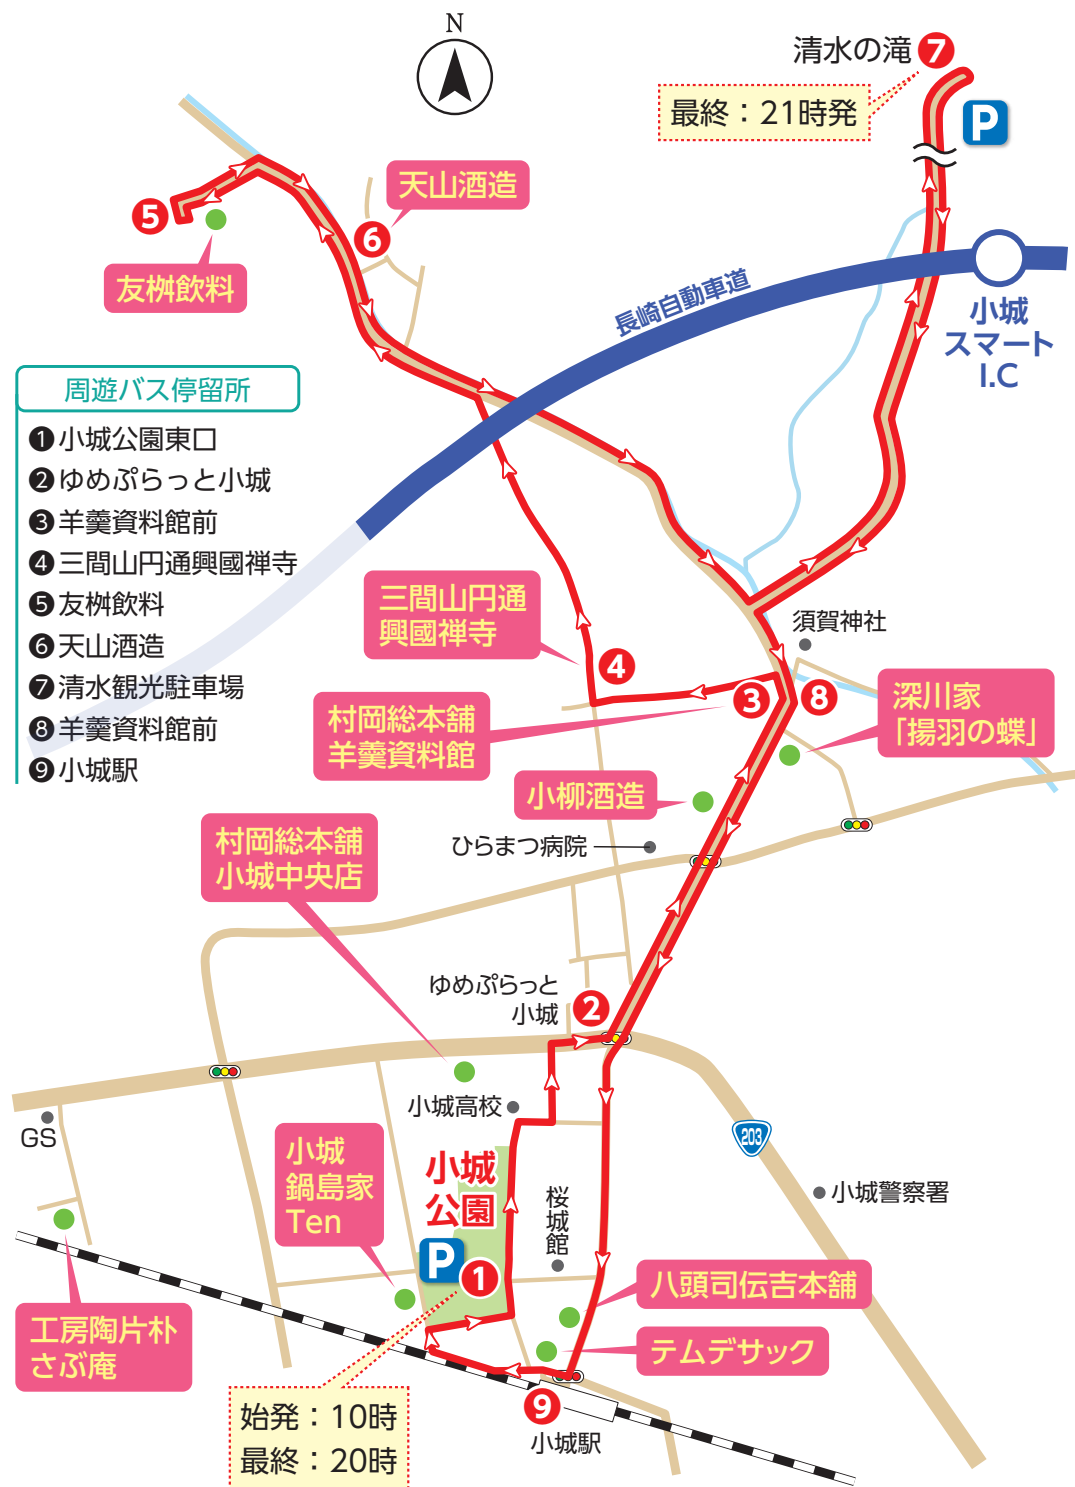 N
清水の滝 7
最終：21時発
P
天山酒造
6
5
友桝飲料
長崎自動車道
小城
スマート
I.C
周遊バス停留所
1 小城公園東口
2 ゆめぷらっと小城
3 羊羹資料館前
4 三間山円通興國禅寺
5 友桝飲料
6 天山酒造
7 清水観光駐車場
8 羊羹資料館前
9 小城駅
三間山円通
興國禅寺
4
須賀神社
3
8
村岡総本舗
羊羹資料館
深川家
「揚羽の蝶」
小柳酒造
ひらまつ病院
村岡総本舗
小城中央店
ゆめぷらっと
小城
2
小城高校
GS
203
小城
鍋島家
Ten
小城
公園
P
1
桜城館
小城警察署
八頭司伝吉本舗
テムデサック
工房陶片朴
さぶ庵
始発：10時
最終：20時
9
小城駅